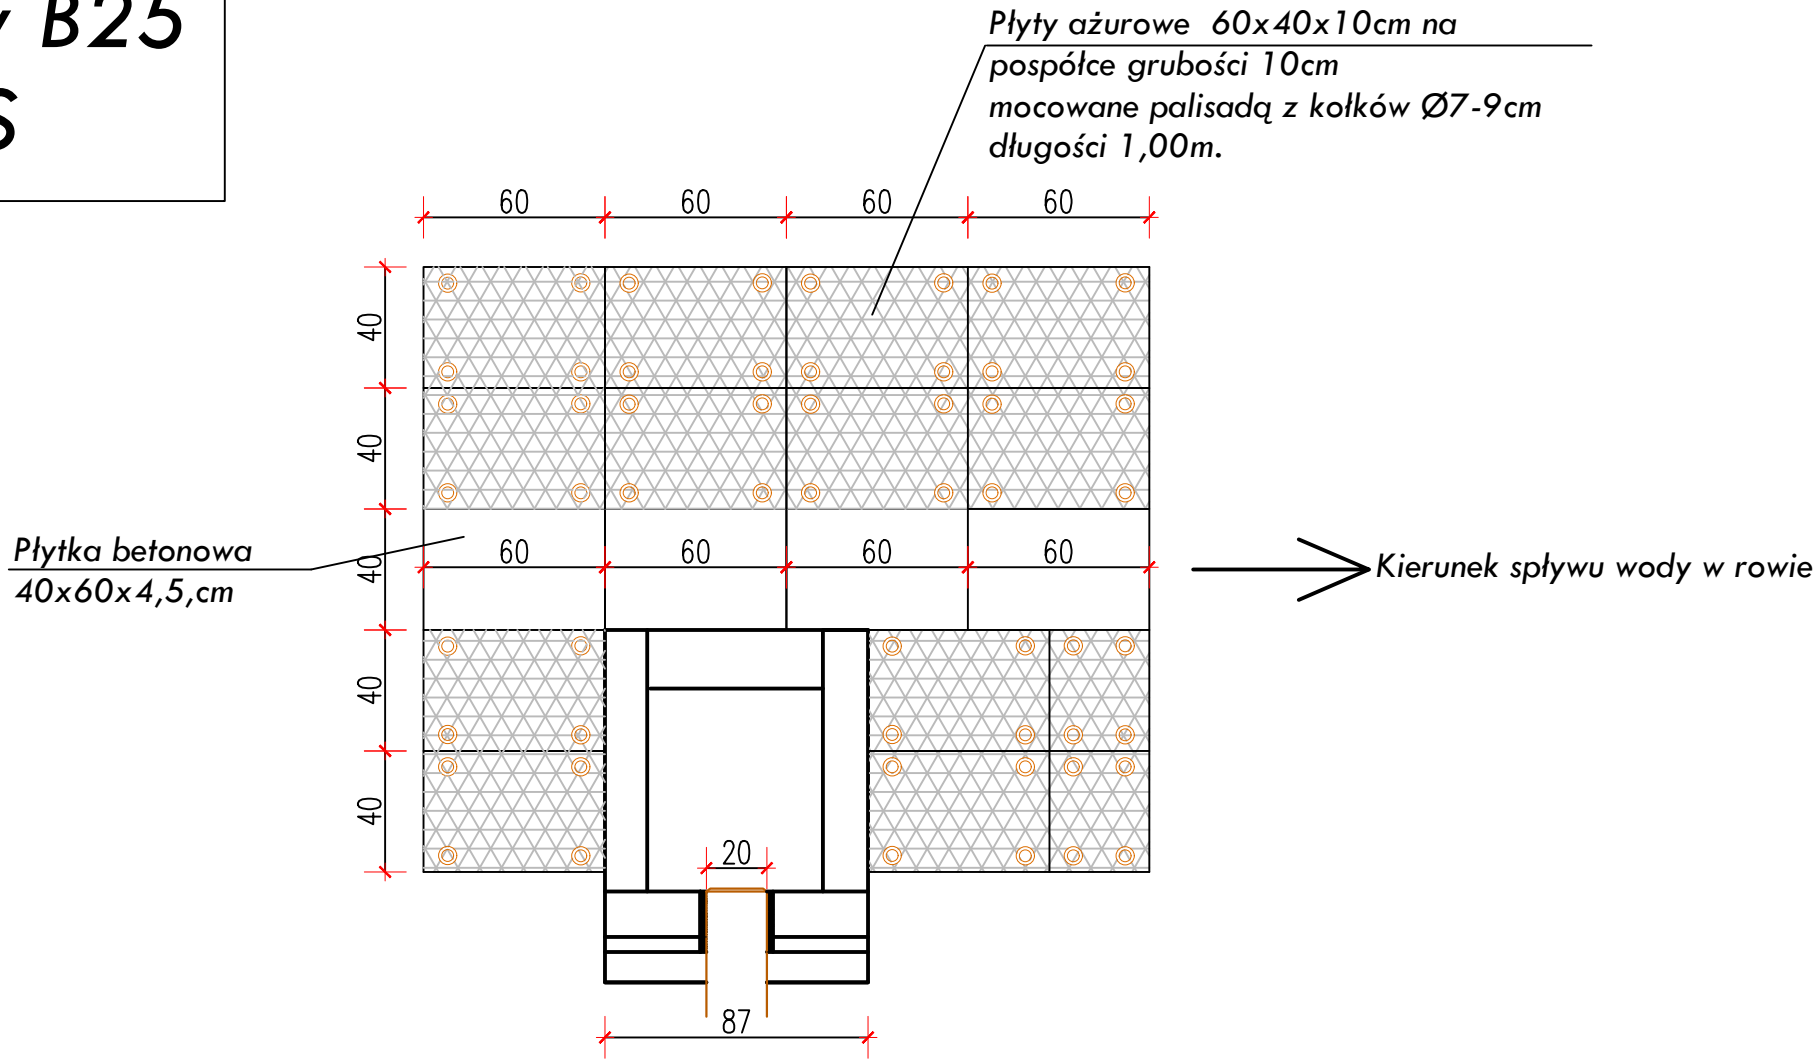 B25
S
Płyty ażurowe 60x40x10cm na
pospółce grubości 10cm
mocowane palisadą z kołków Ø7-9cm
długości 1,00m.
60 60 60 60
40
40
40
40
40
Płytka betonowa
40x60x4,5,cm
60 60 60 60
Kierunek spływu wody w rowie
20
87